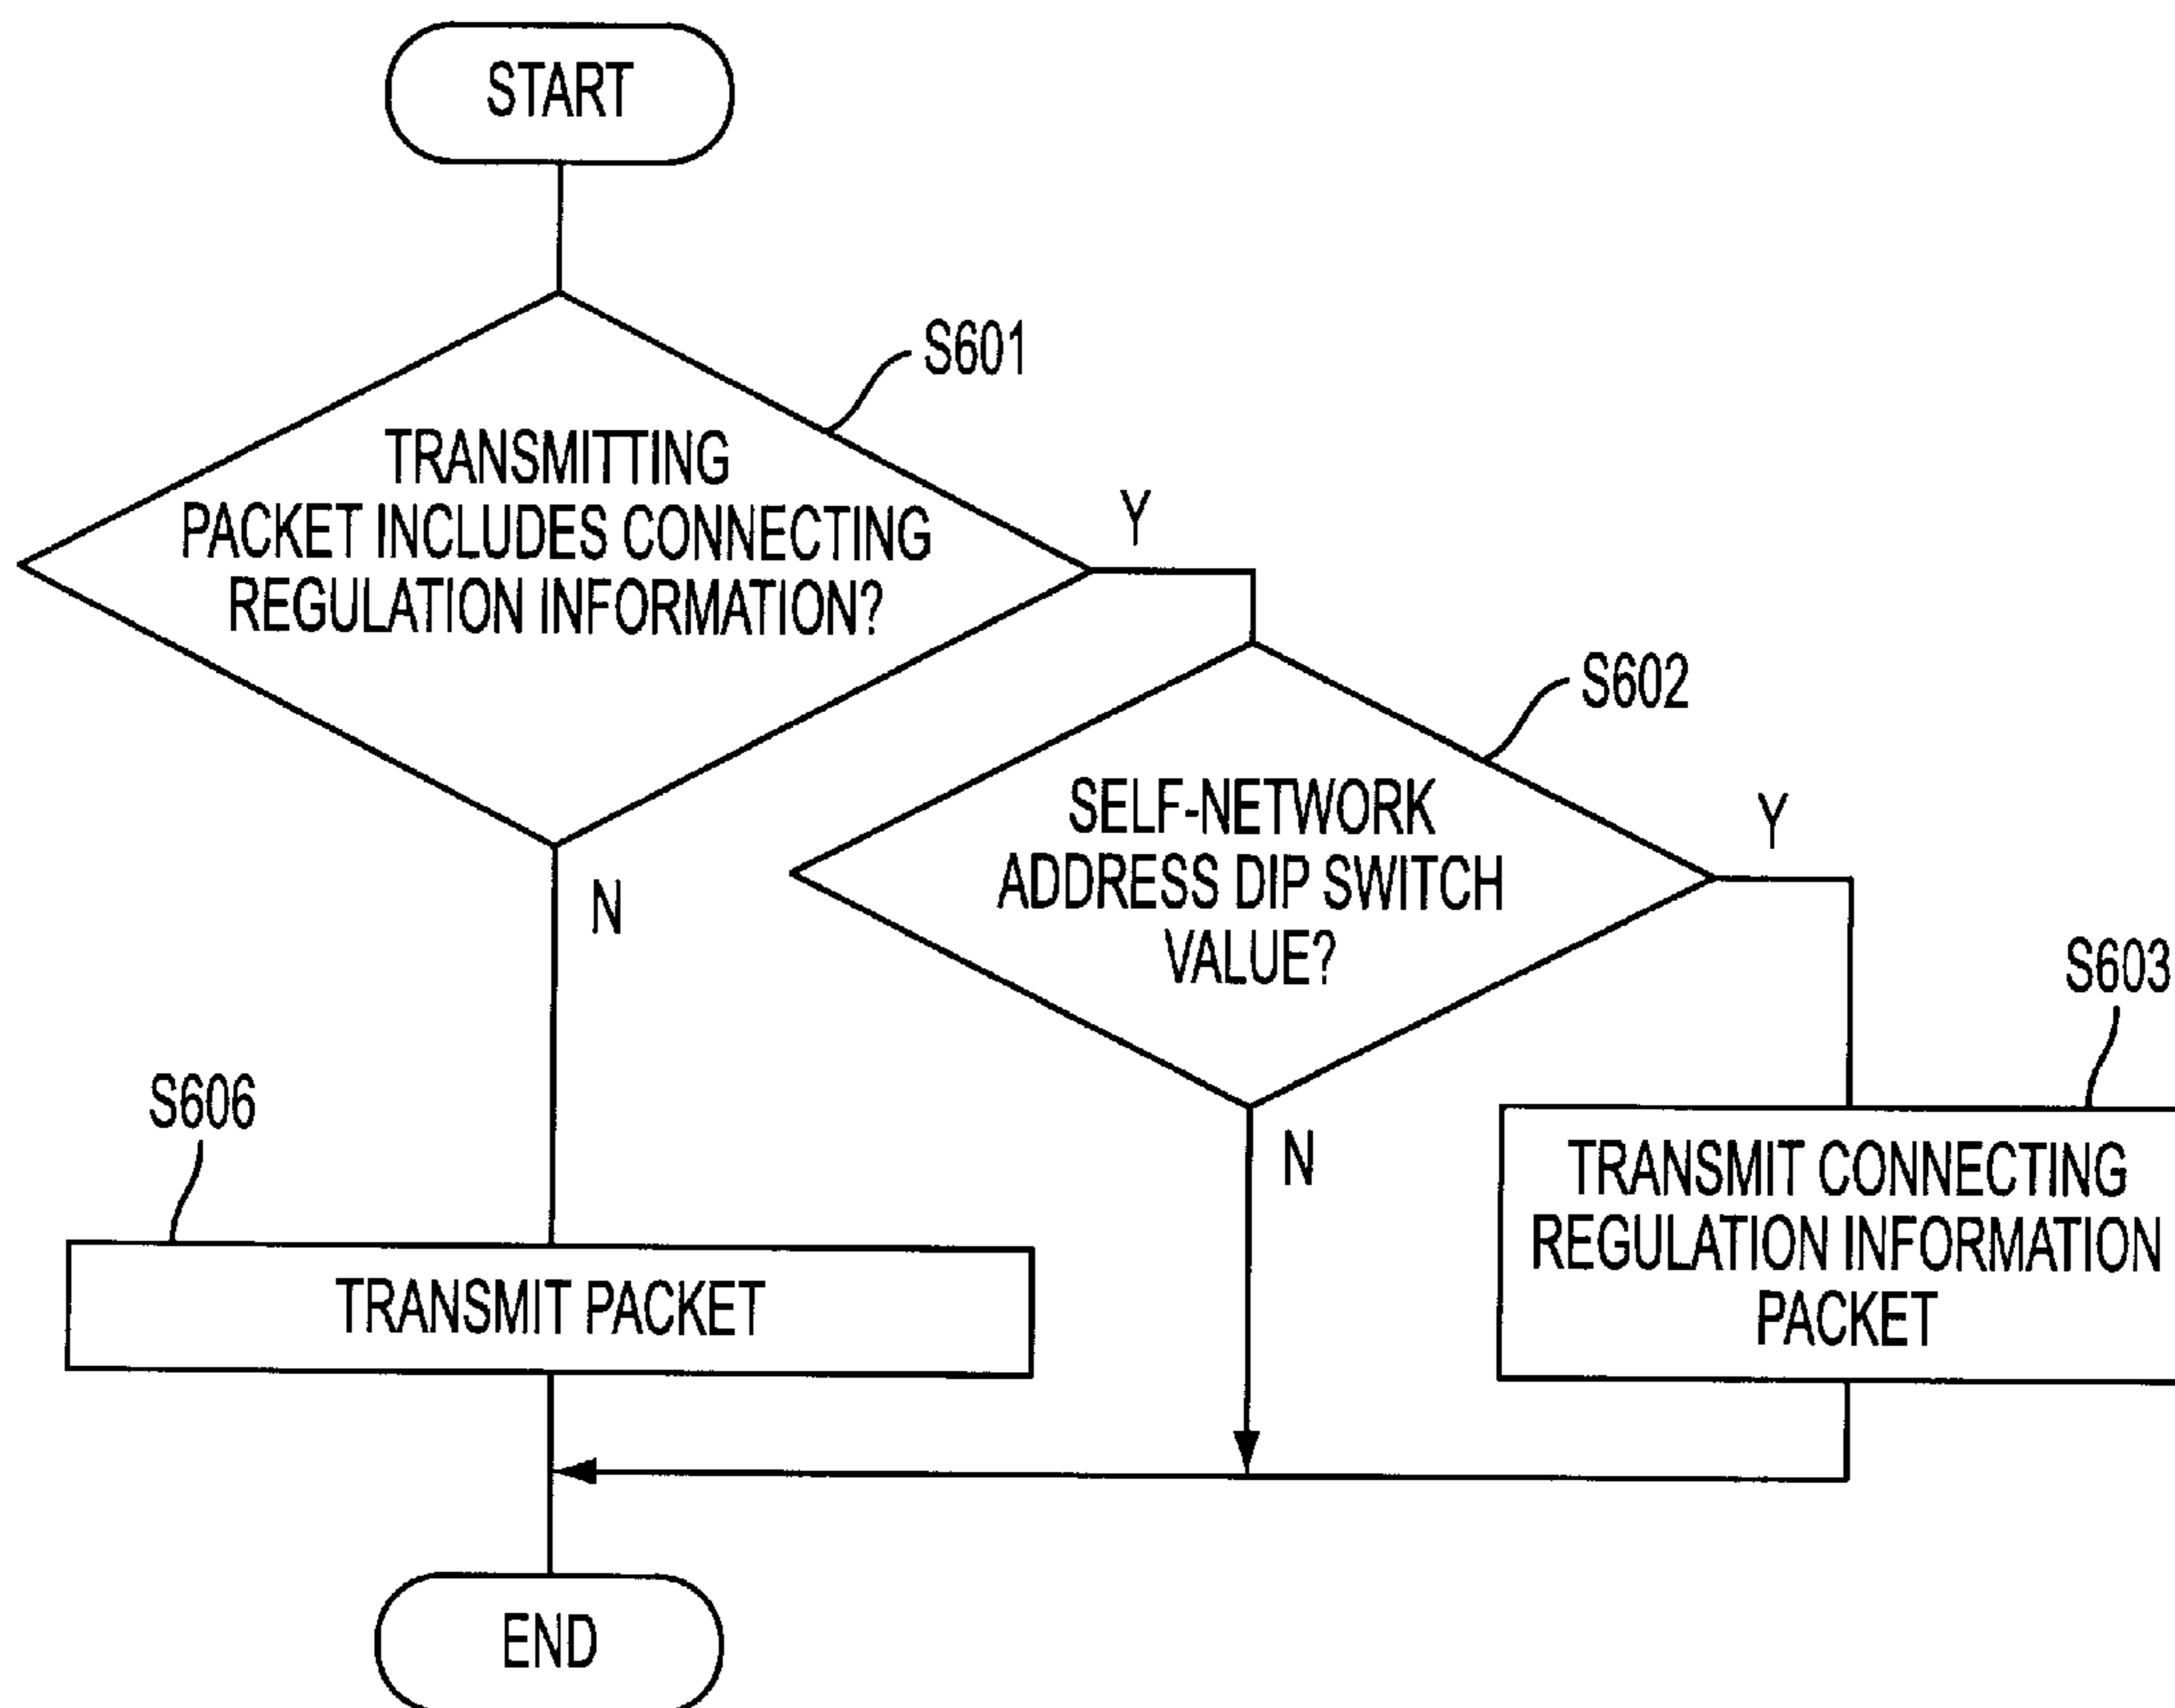 START
S601
TRANSMITTING
PACKET INCLUDES CONNECTING
REGULATION INFORMATION?
Y
N
S602
SELF-NETWORK
ADDRESS DIP SWITCH
VALUE?
Y
N
S603
TRANSMIT CONNECTING
REGULATION INFORMATION
PACKET
S606
TRANSMIT PACKET
END